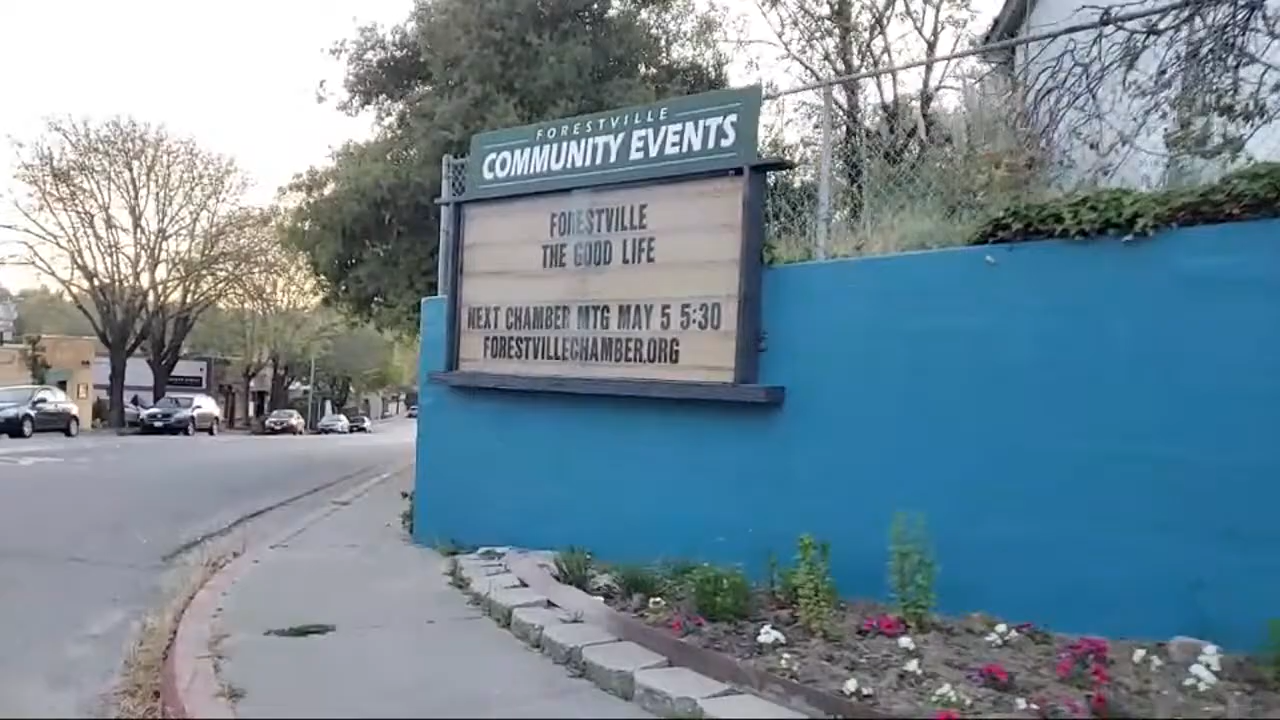 FORESTVILLE
COMMUNITY EVENTS
FORESTVILLE
THE GOOD LIFE
NEXT CHAMBER MTG MAY 5 5:30
FORESTVILLECHAMBER.ORG